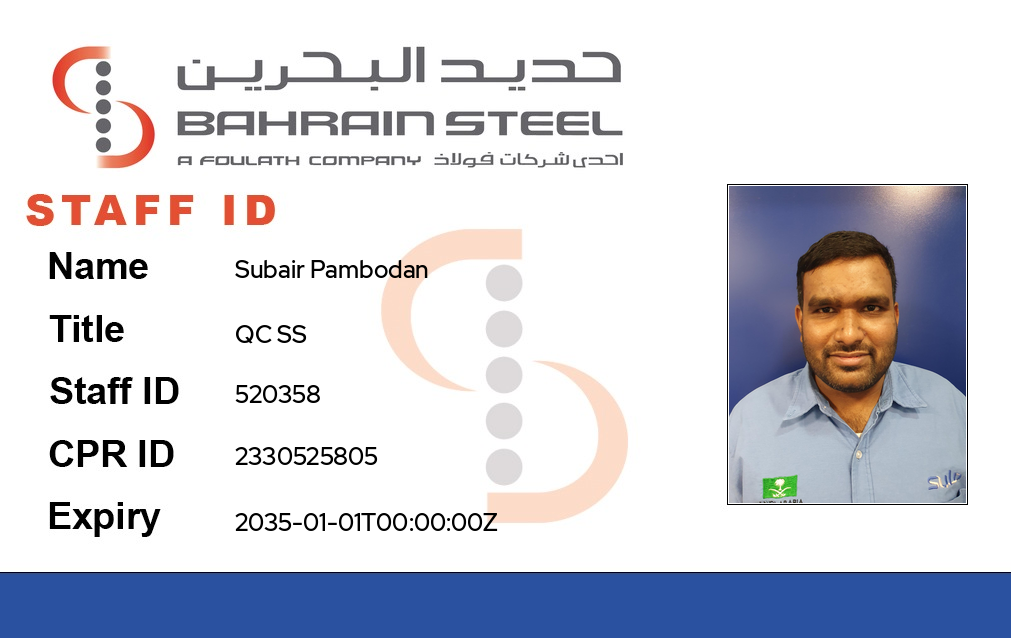 حديد البحرين
BAHRAIN STEEL
A FOULATH COMPANY احدى شركات فولاذ
STAFF ID
Name Subair Pambodan
Title QC SS
Staff ID 520358
CPR ID 2330525805
Expiry 2035-01-01T00:00:00Z